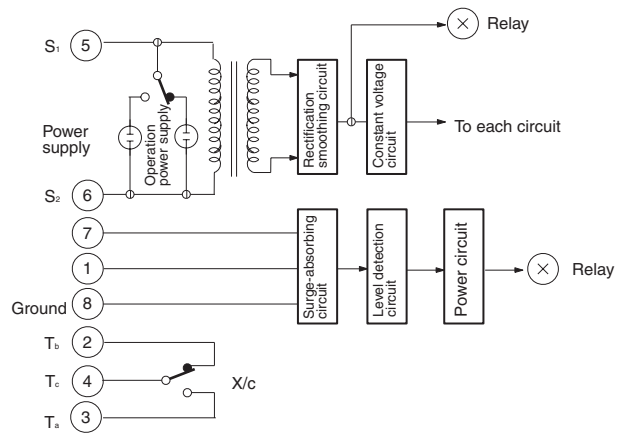 Relay
S₁ 5
Rectification
smoothing circuit
Constant voltage
circuit
To each circuit
Power
supply
Operation
power supply
S₂ 6
7
Surge-absorbing
circuit
Level detection
circuit
Power circuit
Relay
1
Ground 8
Tb 2
Tc 4
X/c
Ta 3